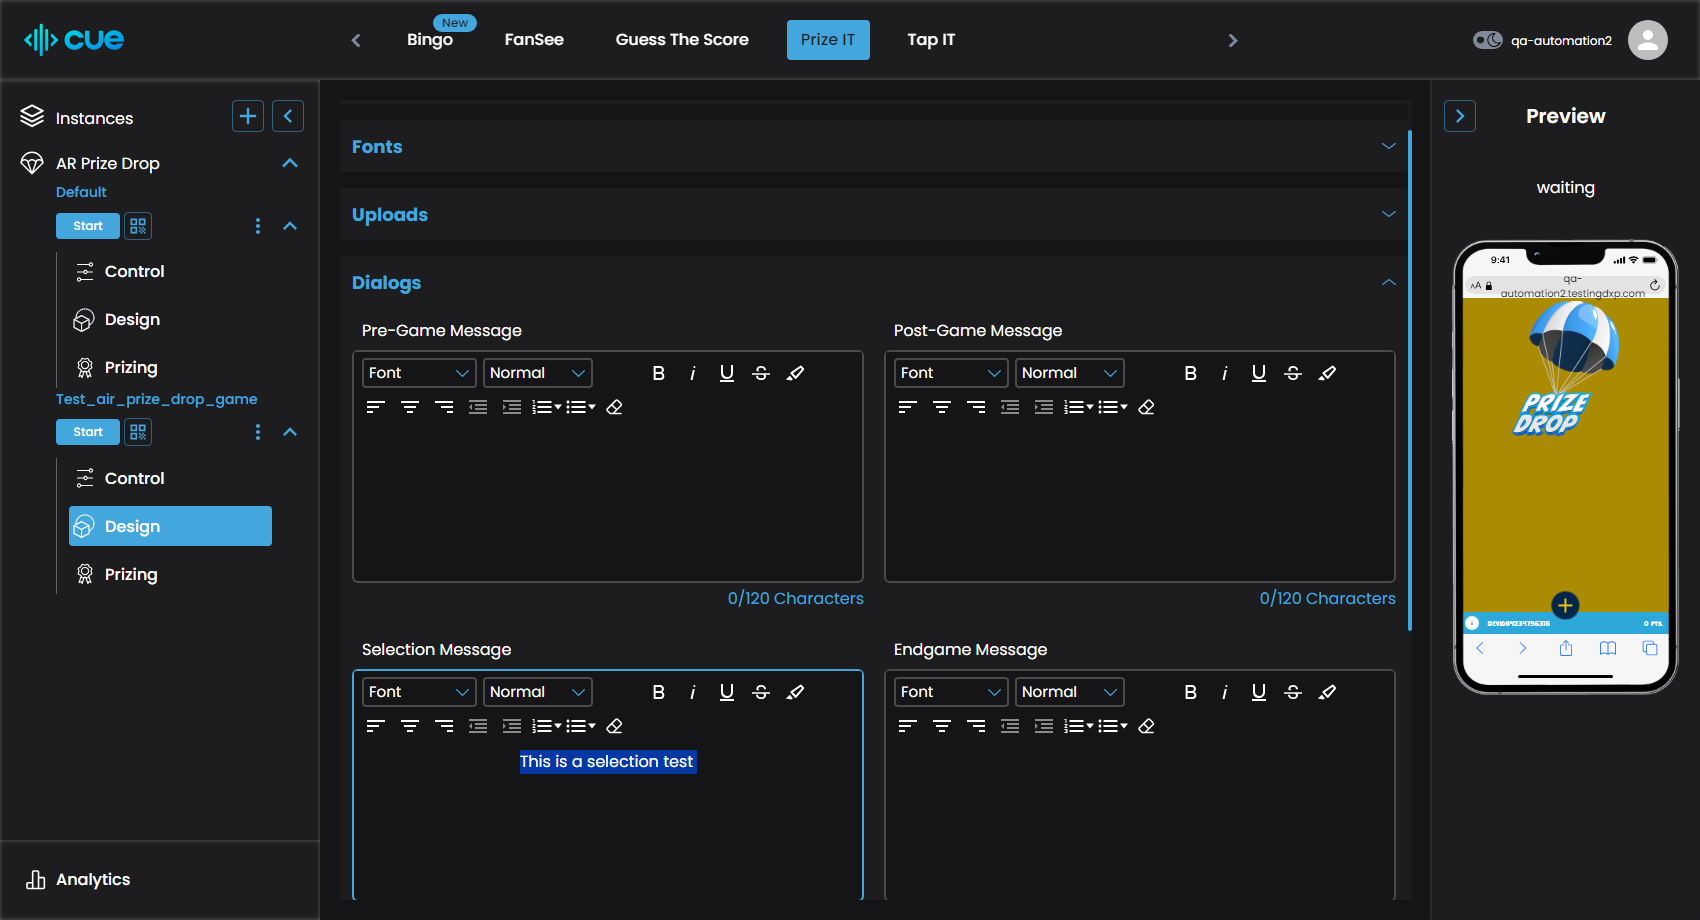 cue
New
Bingo
FanSee
Guess The Score
Prize IT
Tap IT
qa-automation2
Instances
AR Prize Drop
Default
Start
Control
Design
Prizing
Test_air_prize_drop_game
Start
Control
Design
Prizing
Analytics
Fonts
Uploads
Dialogs
Pre-Game Message
Font
Normal
B i U S
0/120 Characters
Post-Game Message
Font
Normal
B i U S
0/120 Characters
Selection Message
Font
Normal
B i U S
This is a selection test
Endgame Message
Font
Normal
B i U S
Preview
waiting
9:41
AA
qa-
automation2.testingdxp.com
PRIZE
DROP
0 PTS.